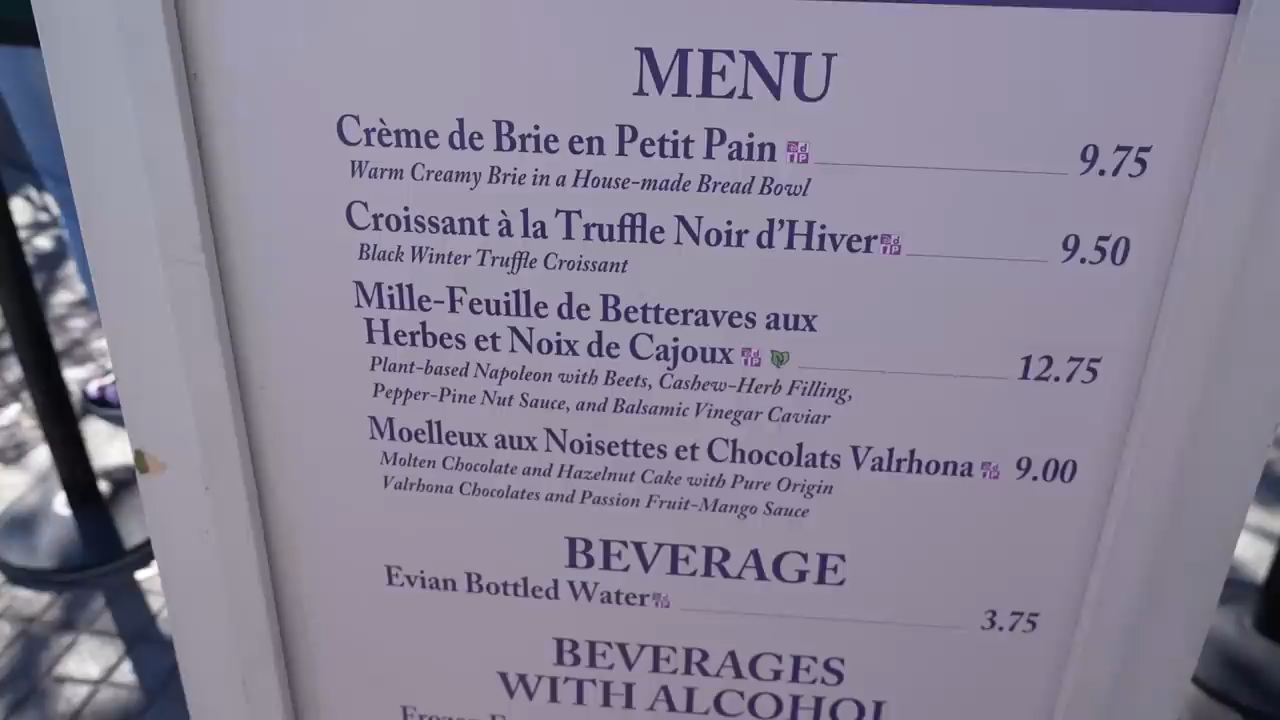 MENU
Crème de Brie en Petit Pain 9.75
Warm Creamy Brie in a House-made Bread Bowl
Croissant à la Truffle Noir d'Hiver 9.50
Black Winter Truffle Croissant
Mille-Feuille de Betteraves aux
Herbes et Noix de Cajoux 12.75
Plant-based Napoleon with Beets, Cashew-Herb Filling,
Pepper-Pine Nut Sauce, and Balsamic Vinegar Caviar
Moelleux aux Noisettes et Chocolats Valrhona 9.00
Molten Chocolate and Hazelnut Cake with Pure Origin
Valrhona Chocolates and Passion Fruit-Mango Sauce
BEVERAGE
Evian Bottled Water 3.75
BEVERAGES
WITH ALCOHOL